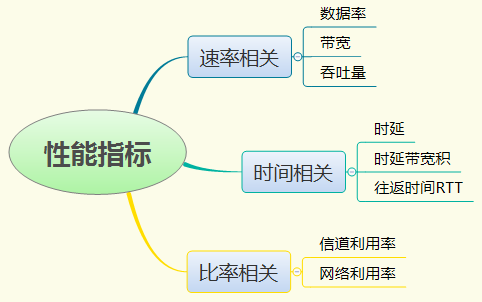 性能指标
速率相关
数据率
带宽
吞吐量
时间相关
时延
时延带宽积
往返时间RTT
比率相关
信道利用率
网络利用率